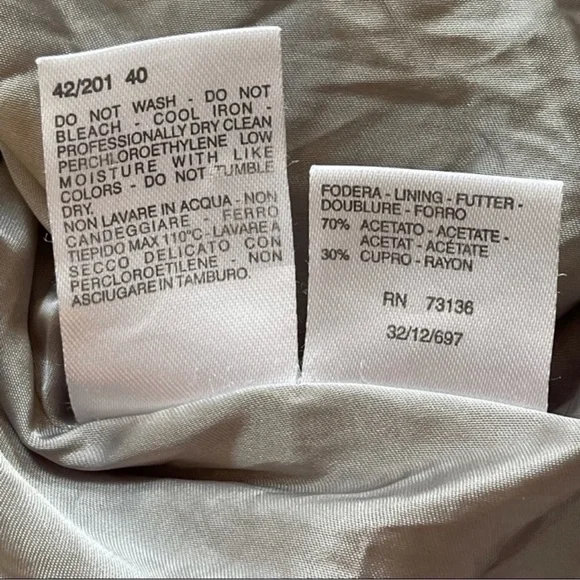 42/201 40
DO NOT WASH - DO NOT
BLEACH - COOL IRON -
PROFESSIONALLY DRY CLEAN
PERCHLOROETHYLENE LOW
MOISTURE WITH LIKE
COLORS - DO NOT TUMBLE
DRY.
NON LAVARE IN ACQUA - NON
CANDEGGIARE - FERRO
TIEPIDO MAX 110°C - LAVARE A
SECCO DELICATO CON
PERCLOROETILENE - NON
ASCIUGARE IN TAMBURO.
FODERA - LINING - FUTTER -
DOUBLURE - FORRO
70% ACETATO - ACETATE -
ACETAT - ACÉTATE
30% CUPRO - RAYON
RN 73136
32/12/697